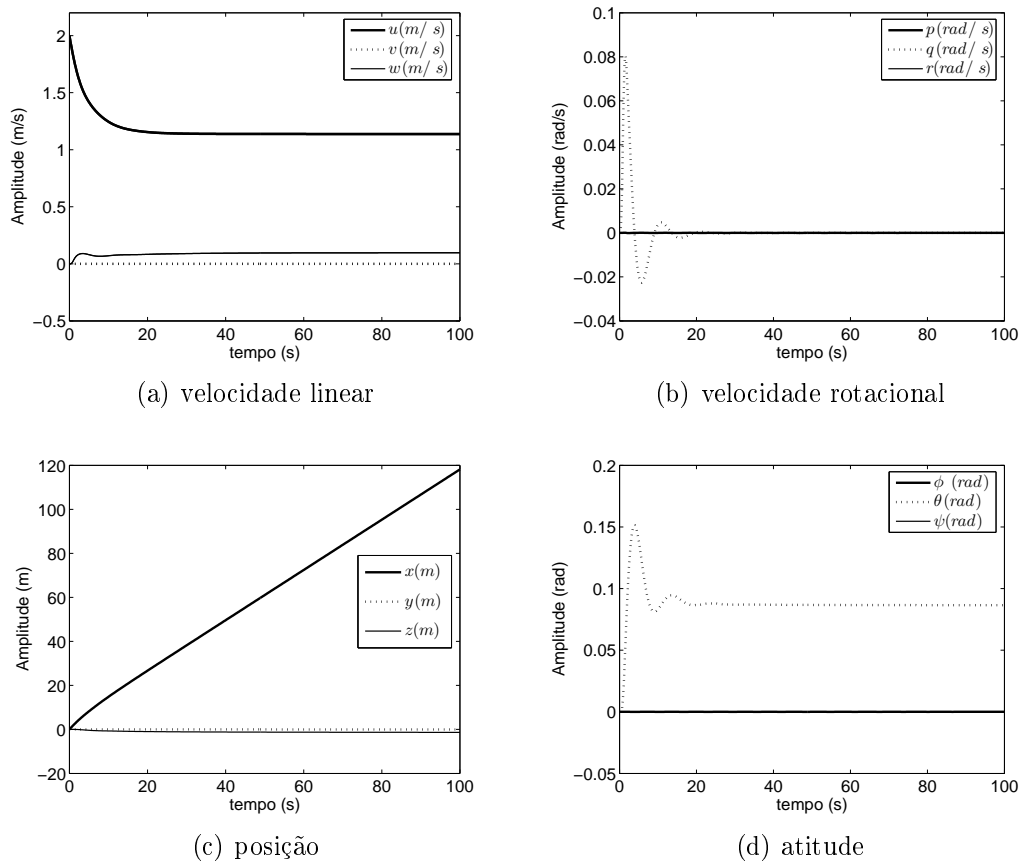 u(m/ s)
v(m/ s)
w(m/ s)
2
1.5
1
0.5
0
−0.5
Amplitude (m/s)
0 20 40 60 80 100
tempo (s)
(a) velocidade linear
p(rad/ s)
q(rad/ s)
r(rad/ s)
0.1
0.08
0.06
0.04
0.02
0
−0.02
−0.04
Amplitude (rad/s)
0 20 40 60 80 100
tempo (s)
(b) velocidade rotacional
120
100
80
60
40
20
0
−20
Amplitude (m)
x(m)
y(m)
z(m)
0 20 40 60 80 100
tempo (s)
(c) posição
0.2
0.15
0.1
0.05
0
−0.05
Amplitude (rad)
ϕ (rad)
θ(rad)
ψ(rad)
0 20 40 60 80 100
tempo (s)
(d) atitude